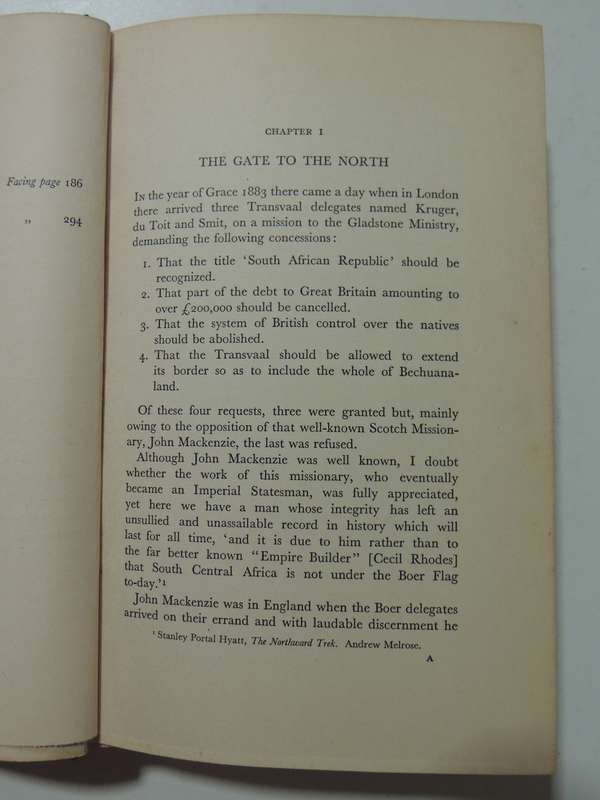 Facing page 186
" 294
CHAPTER I
THE GATE TO THE NORTH
IN the year of Grace 1883 there came a day when in London
there arrived three Transvaal delegates named Kruger,
du Toit and Smit, on a mission to the Gladstone Ministry,
demanding the following concessions:
1. That the title 'South African Republic' should be
recognized.
2. That part of the debt to Great Britain amounting to
over £200,000 should be cancelled.
3. That the system of British control over the natives
should be abolished.
4. That the Transvaal should be allowed to extend
its border so as to include the whole of Bechuana-
land.
Of these four requests, three were granted but, mainly
owing to the opposition of that well-known Scotch Mission-
ary, John Mackenzie, the last was refused.
Although John Mackenzie was well known, I doubt
whether the work of this missionary, who eventually
became an Imperial Statesman, was fully appreciated,
yet here we have a man whose integrity has left an
unsullied and unassailable record in history which will
last for all time, 'and it is due to him rather than to
the far better known "Empire Builder" [Cecil Rhodes]
that South Central Africa is not under the Boer Flag
to-day.'¹
John Mackenzie was in England when the Boer delegates
arrived on their errand and with laudable discernment he
¹ Stanley Portal Hyatt, The Northward Trek. Andrew Melrose.
A